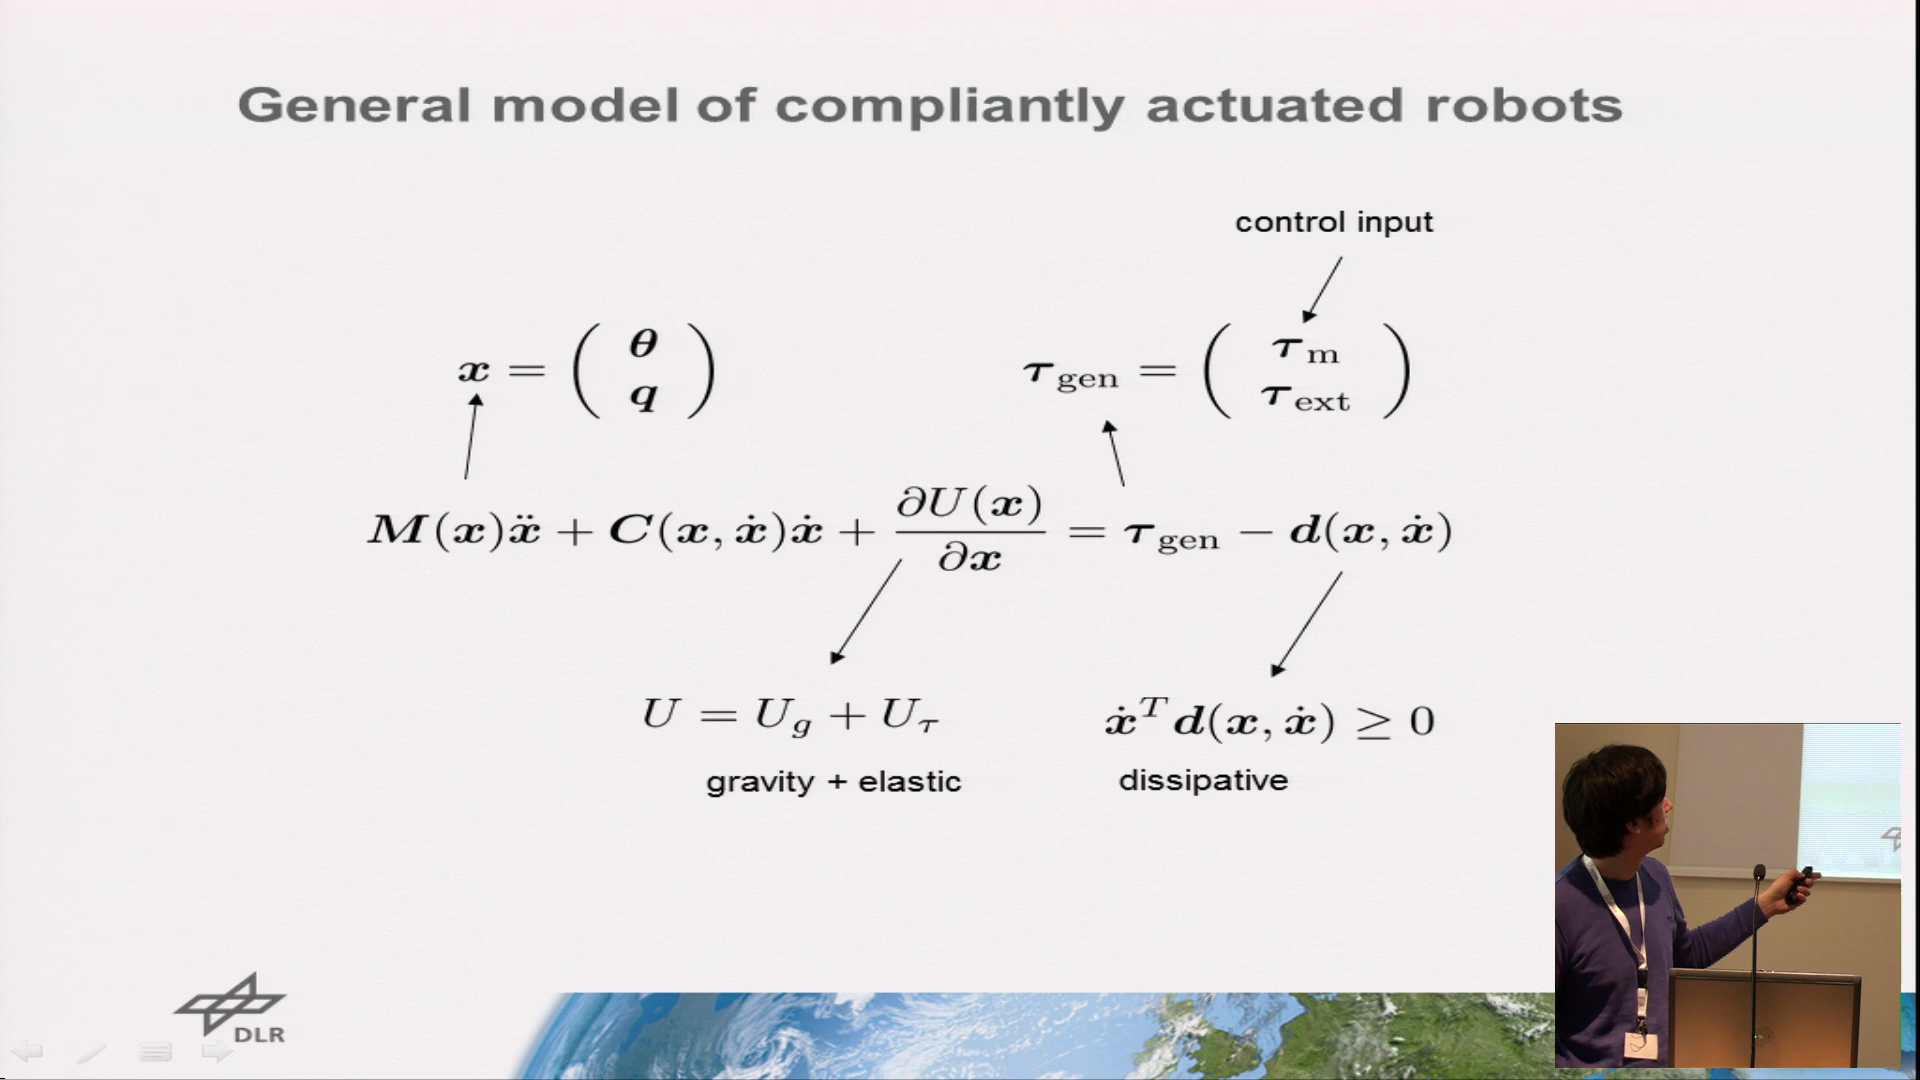 General model of compliantly actuated robots
control input
x = ( θ q )
τ_gen = ( τ_m τ_ext )
M(x)ẍ + C(x, ẋ)ẋ + ∂U(x)/∂x = τ_gen − d(x, ẋ)
U = U_g + U_τ
ẋ^T d(x, ẋ) ≥ 0
gravity + elastic
dissipative
DLR